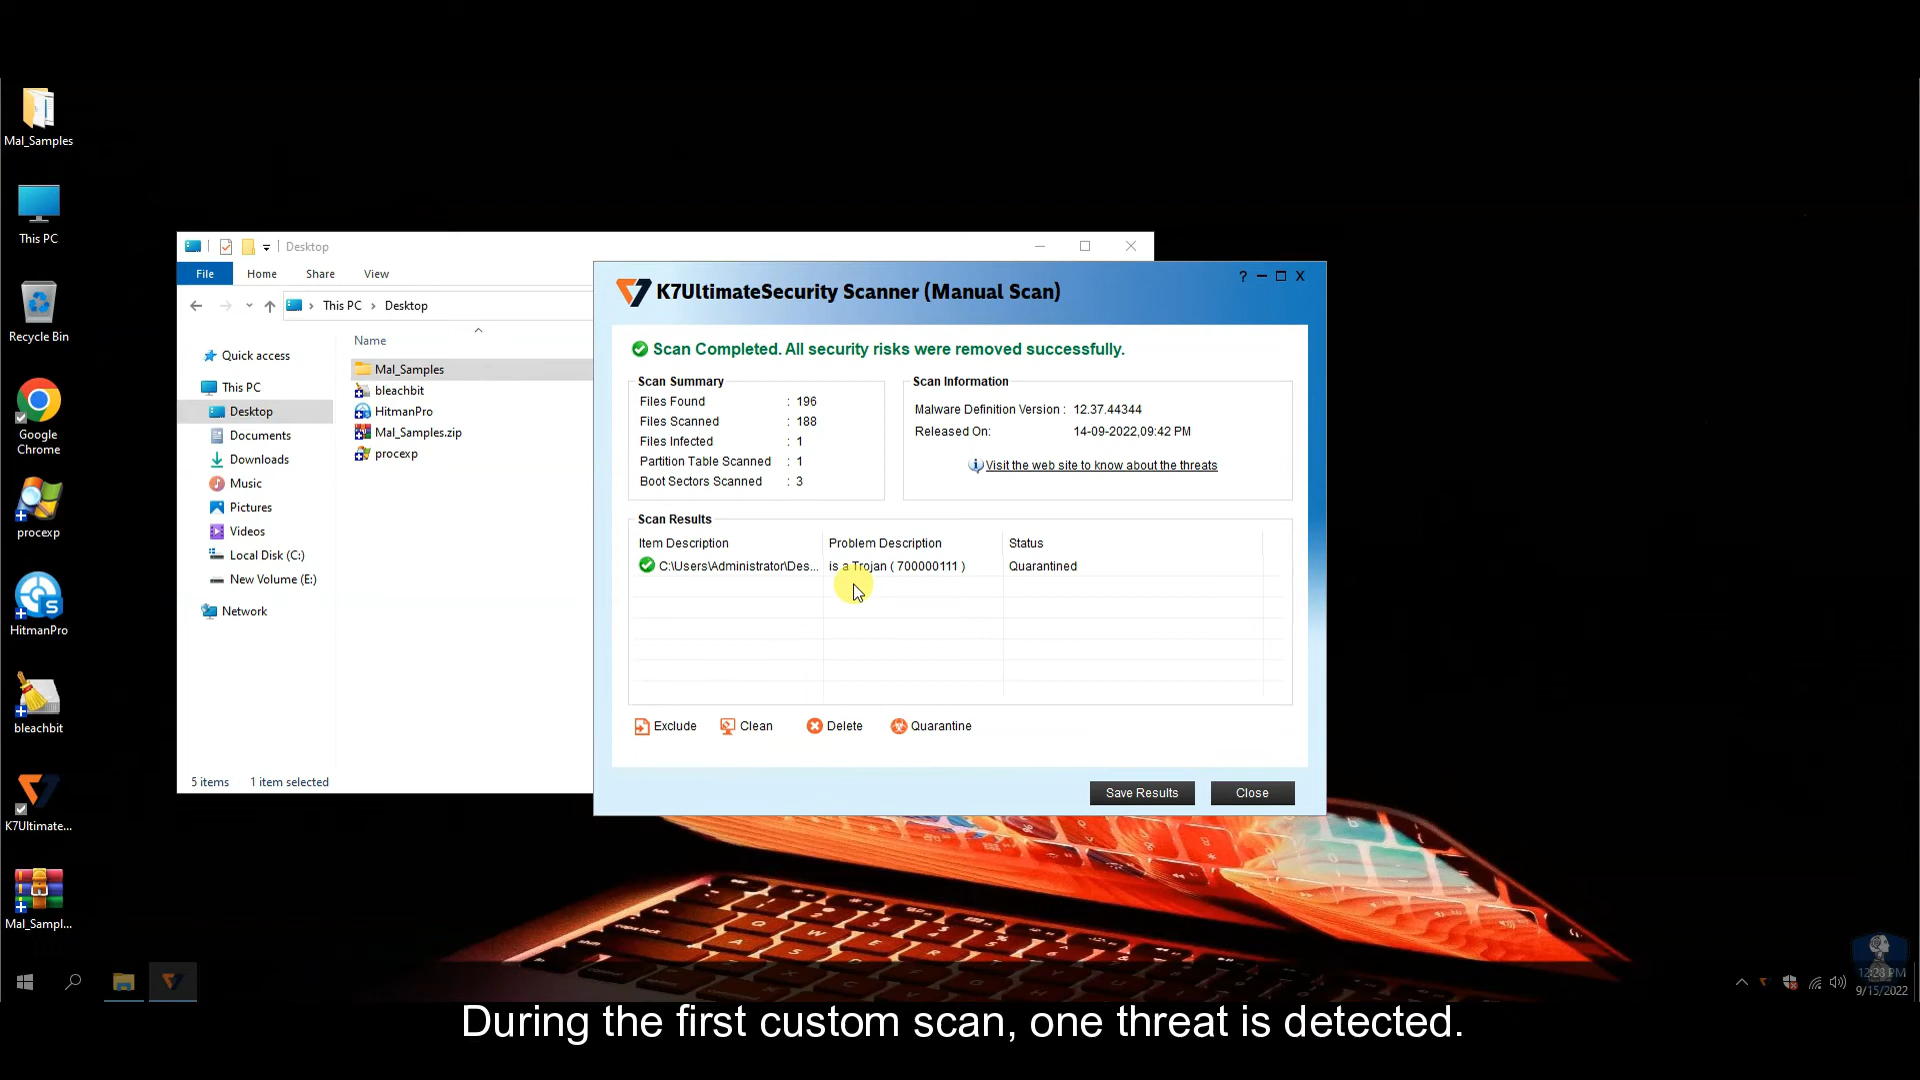 Mal_Samples
This PC
Recycle Bin
Google
Chrome
procexp
HitmanPro
bleachbit
K7Ultimate...
Mal_Sampl...
Desktop
File Home Share View
This PC Desktop
Name
Quick access
This PC
Desktop
Documents
Downloads
Music
Pictures
Videos
Local Disk (C:)
New Volume (E:)
Network
Mal_Samples
bleachbit
HitmanPro
Mal_Samples.zip
procexp
5 items 1 item selected
K7UltimateSecurity Scanner (Manual Scan)
? X
Scan Completed. All security risks were removed successfully.
Scan Summary
Files Found : 196
Files Scanned : 188
Files Infected : 1
Partition Table Scanned : 1
Boot Sectors Scanned : 3
Scan Information
Malware Definition Version : 12.37.44344
Released On: 14-09-2022,09:42 PM
Visit the web site to know about the threats
Scan Results
Item Description Problem Description Status
C:\Users\Administrator\Des... is a Trojan ( 700000111 ) Quarantined
Exclude Clean Delete Quarantine
Save Results Close
12:28 PM
9/15/2022
During the first custom scan, one threat is detected.